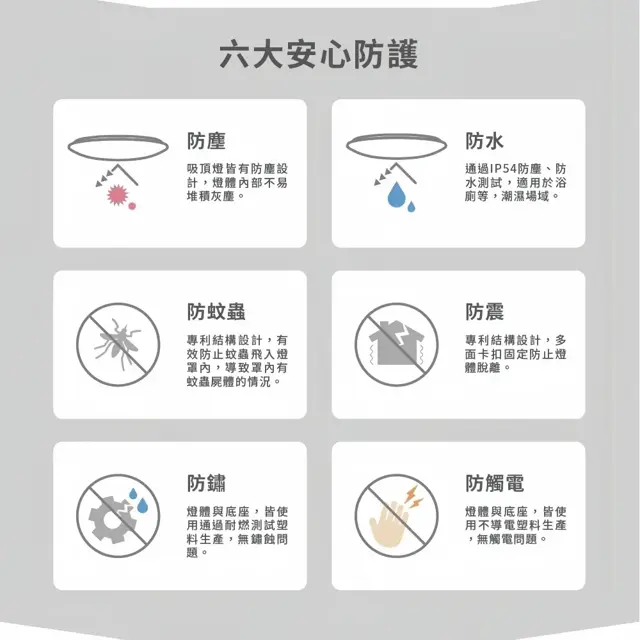 六大安心防護
防塵
吸頂燈皆有防塵設
計，燈體內部不易
堆積灰塵。
防水
通過IP54防塵、防
水測試，適用於浴
廁等，潮濕場域。
防蚊蟲
專利結構設計，有
效防止蚊蟲飛入燈
罩內，導致罩內有
蚊蟲屍體的情況。
防震
專利結構設計，多
面卡扣固定防止燈
體脫離。
防鏽
燈體與底座，皆使
用通過耐燃測試塑
料生產，無鏽蝕問
題。
防觸電
燈體與底座，皆使
用不導電塑料生產
，無觸電問題。